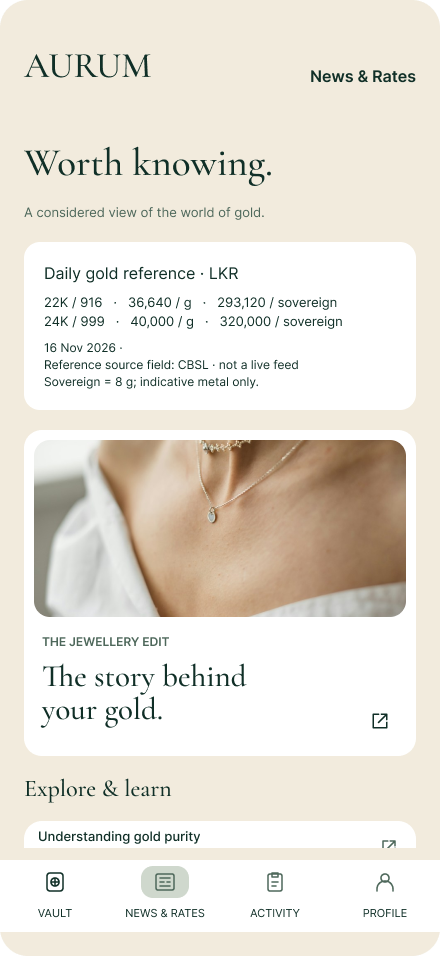 AURUM
News & Rates
Worth knowing.
A considered view of the world of gold.
Daily gold reference · LKR
22K / 916 · 36,640 / g · 293,120 / sovereign
24K / 999 · 40,000 / g · 320,000 / sovereign
16 Nov 2026 ·
Reference source field: CBSL · not a live feed
Sovereign = 8 g; indicative metal only.
THE JEWELLERY EDIT
The story behind
your gold.
Explore & learn
Understanding gold purity
VAULT
NEWS & RATES
ACTIVITY
PROFILE